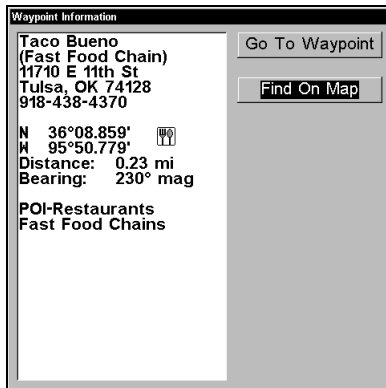 Waypoint Information
Taco Bueno
(Fast Food Chain)
11710 E 11th St
Tulsa, OK 74128
918-438-4370
N 36°08.859'
W 95°50.779'
Distance: 0.23 mi
Bearing: 230° mag
POI-Restaurants
Fast Food Chains
Go To Waypoint
Find On Map